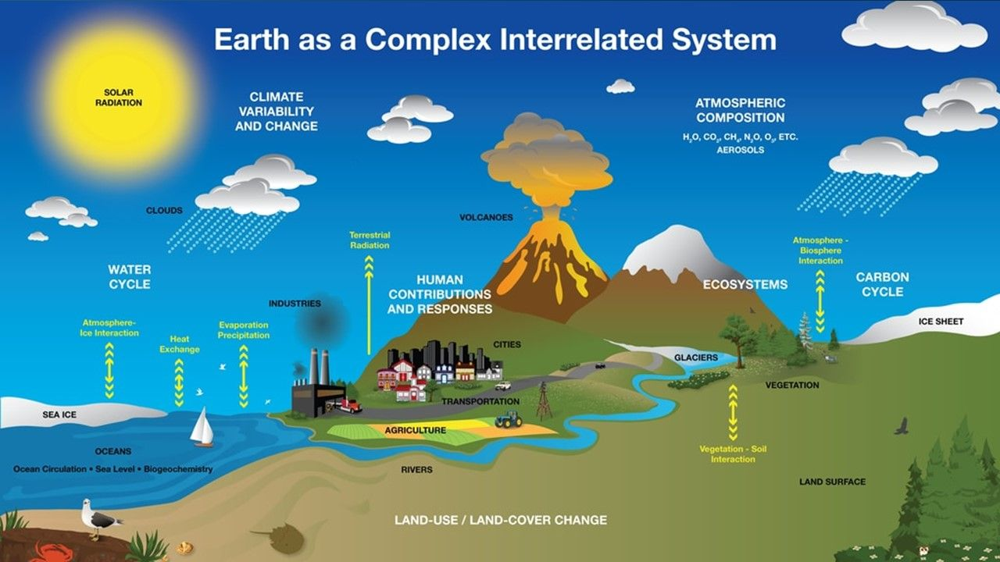 Earth as a Complex Interrelated System
SOLAR
RADIATION
CLIMATE
VARIABILITY
AND CHANGE
ATMOSPHERIC
COMPOSITION
H₂O, CO₂, CH₄, N₂O, O₃, ETC.
AEROSOLS
CLOUDS
VOLCANOES
Terrestrial
Radiation
Atmosphere -
Biosphere
Interaction
WATER
CYCLE
HUMAN
CONTRIBUTIONS
AND RESPONSES
ECOSYSTEMS
CARBON
CYCLE
INDUSTRIES
Atmosphere-
Ice Interaction
Heat
Exchange
Evaporation
Precipitation
CITIES
ICE SHEET
GLACIERS
VEGETATION
SEA ICE
TRANSPORTATION
AGRICULTURE
OCEANS
Ocean Circulation • Sea Level • Biogeochemistry
RIVERS
Vegetation - Soil
Interaction
LAND SURFACE
LAND-USE / LAND-COVER CHANGE